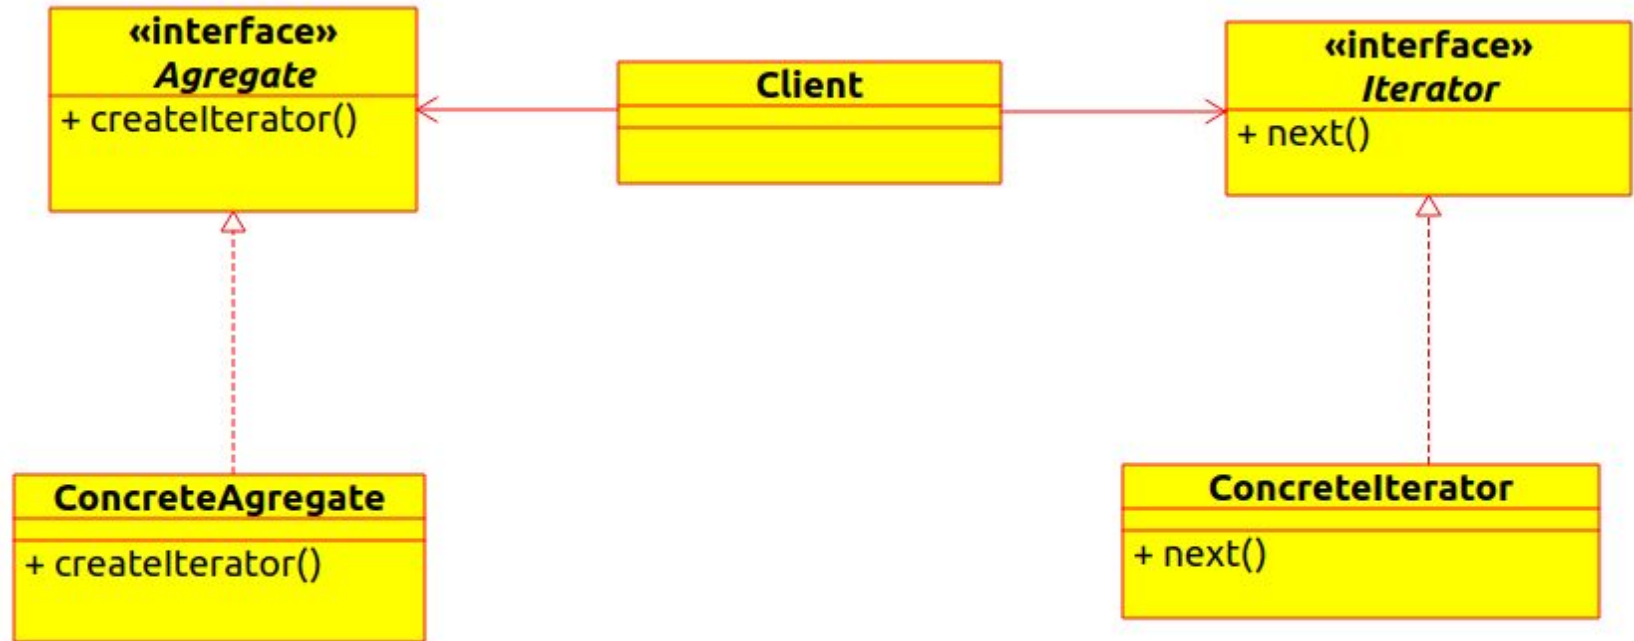 «interface»
Agregate
+ createIterator()
Client
«interface»
Iterator
+ next()
ConcreteAgregate
+ createIterator()
ConcreteIterator
+ next()